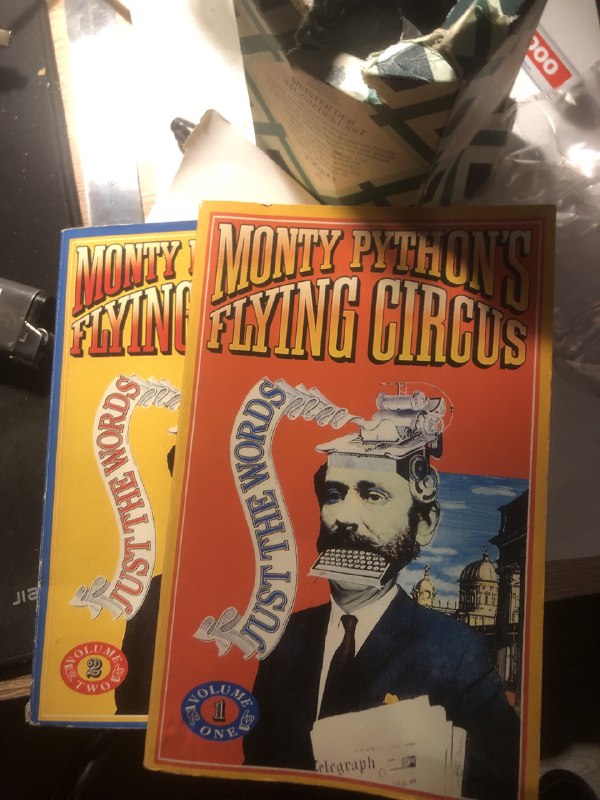 MONTY PYTHON'S
FLYING CIRCUS
JUST THE WORDS
VOLUME
1
ONE
Telegraph
MONTY
FLYING
JUST THE WORDS
VOLUME
2
TWO
000